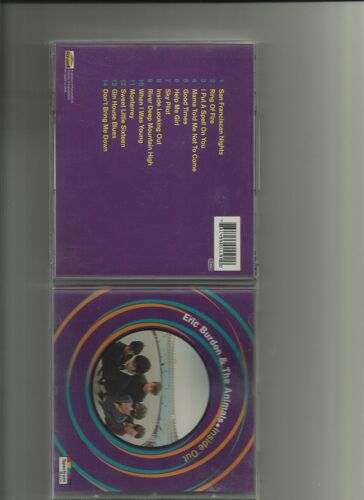 1 San Franciscan Nights
2 Ring Of Fire
3 I Put A Spell On You
4 Mama Told Me Not To Come
5 Good Times
6 Help Me Girl
7 Sky Pilot
8 Inside Looking Out
9 River Deep Mountain High
10 When I Was Young
11 Monterey
12 Sweet Little Sixteen
13 Gin House Blues
14 Don't Bring Me Down
Eric Burdon & The Animals • Inside Out